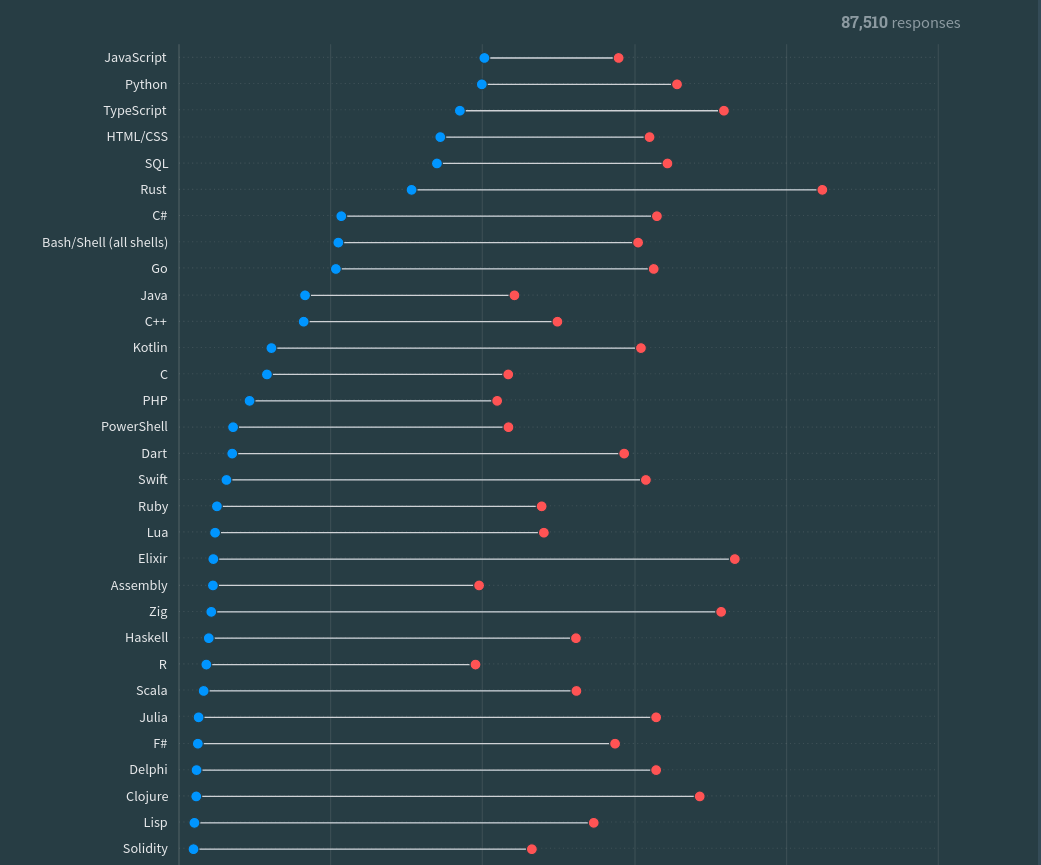 87,510 responses
JavaScript
Python
TypeScript
HTML/CSS
SQL
Rust
C#
Bash/Shell (all shells)
Go
Java
C++
Kotlin
C
PHP
PowerShell
Dart
Swift
Ruby
Lua
Elixir
Assembly
Zig
Haskell
R
Scala
Julia
F#
Delphi
Clojure
Lisp
Solidity